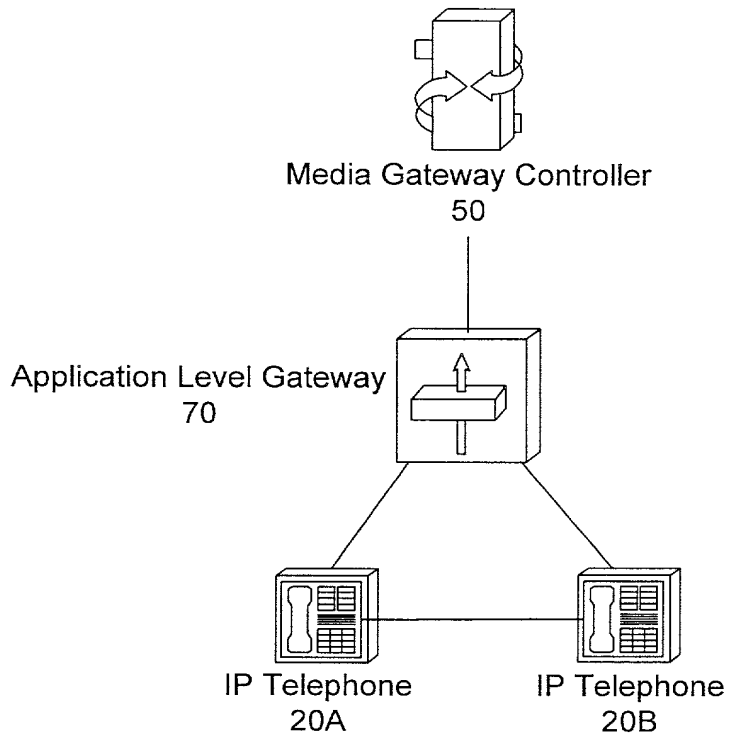 Media Gateway Controller
50
Application Level Gateway
70
IP Telephone
20A
IP Telephone
20B